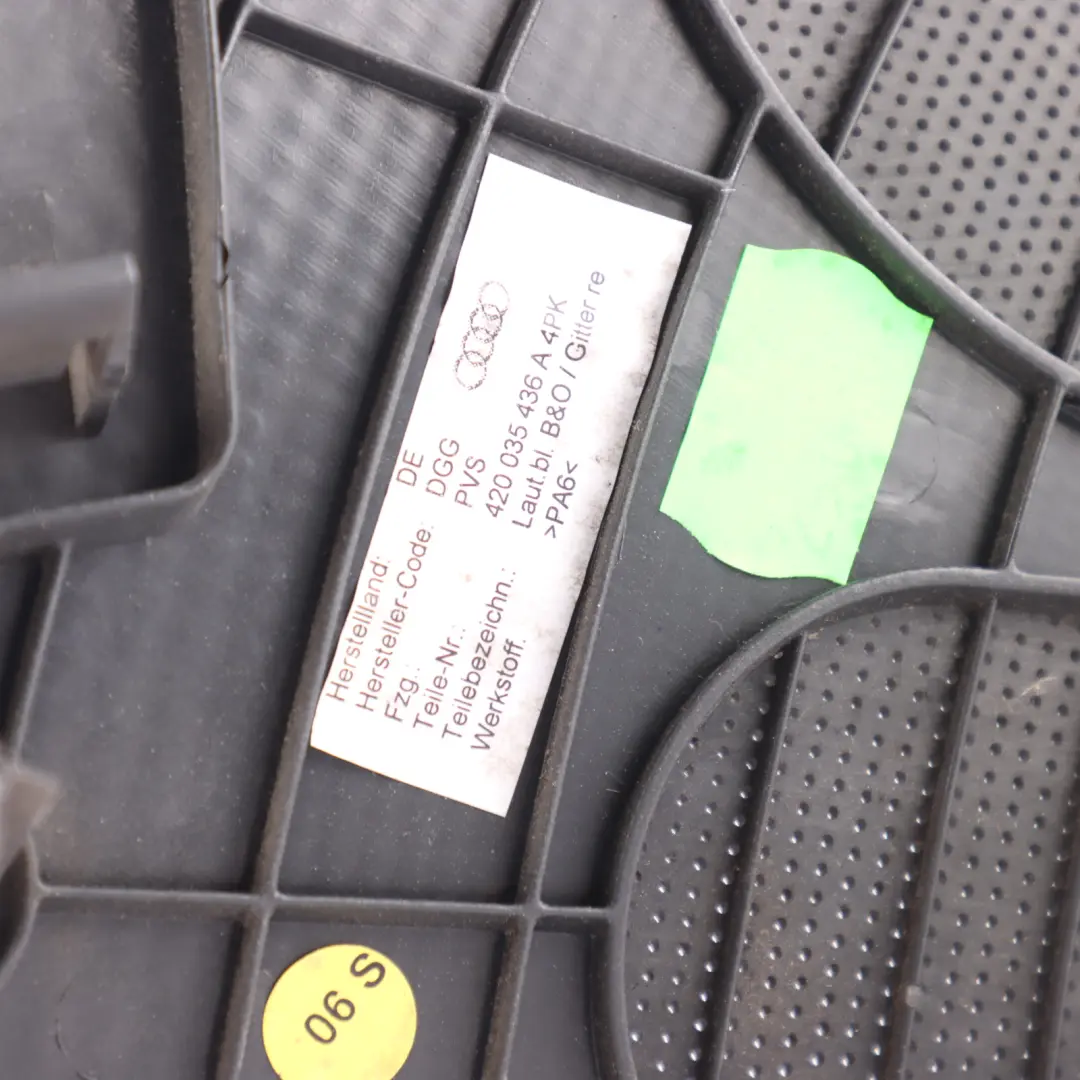 Herstellland: DE
Hersteller-Code: DGG
Fzg.: PVS
Teile-Nr.: 420 035 436 A 4PK
Teilebezeichn.: Laut.bl. B&O / Gitter re
Werkstoff: >PA6<
06 S